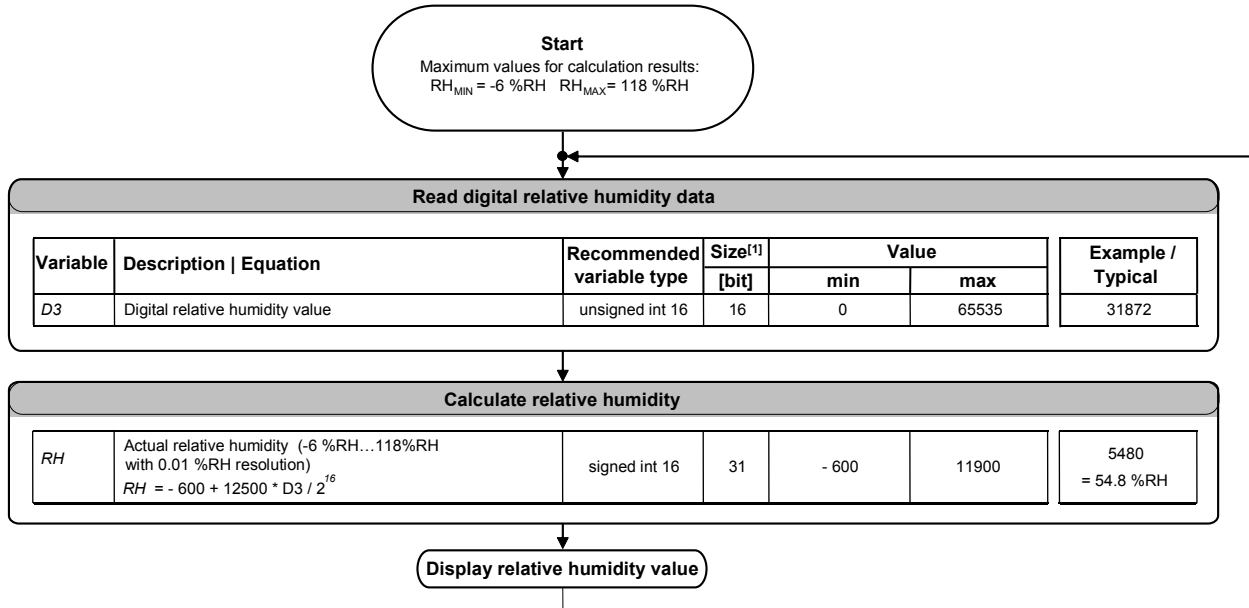 Start
Maximum values for calculation results:
RHMIN = -6 %RH RHMAX= 118 %RH
Read digital relative humidity data
Variable Description | Equation Recommended variable type Size[1] [bit] Value min max Example / Typical
D3 Digital relative humidity value unsigned int 16 16 0 65535 31872
Calculate relative humidity
RH Actual relative humidity (-6 %RH…118%RH
with 0.01 %RH resolution)
RH = - 600 + 12500 * D3 / 2^16
signed int 16 31 - 600 11900 5480
= 54.8 %RH
Display relative humidity value